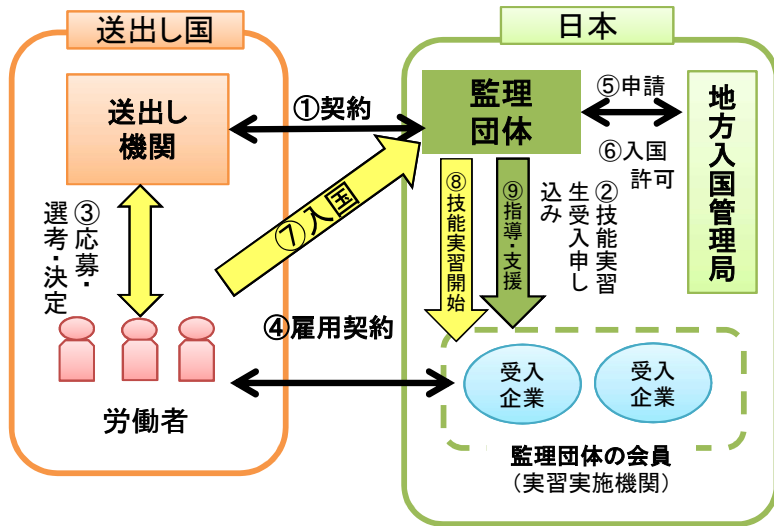 送出し国
日本
送出し
機関
①契約
監理
団体
⑤申請
⑥入国
許可
地方入国管理局
③応募・
選考・決定
⑦入国
⑧技能実習開始
⑨指導・支援
②技能実習
生受入申し
込み
④雇用契約
労働者
受入
企業
受入
企業
監理団体の会員
（実習実施機関）